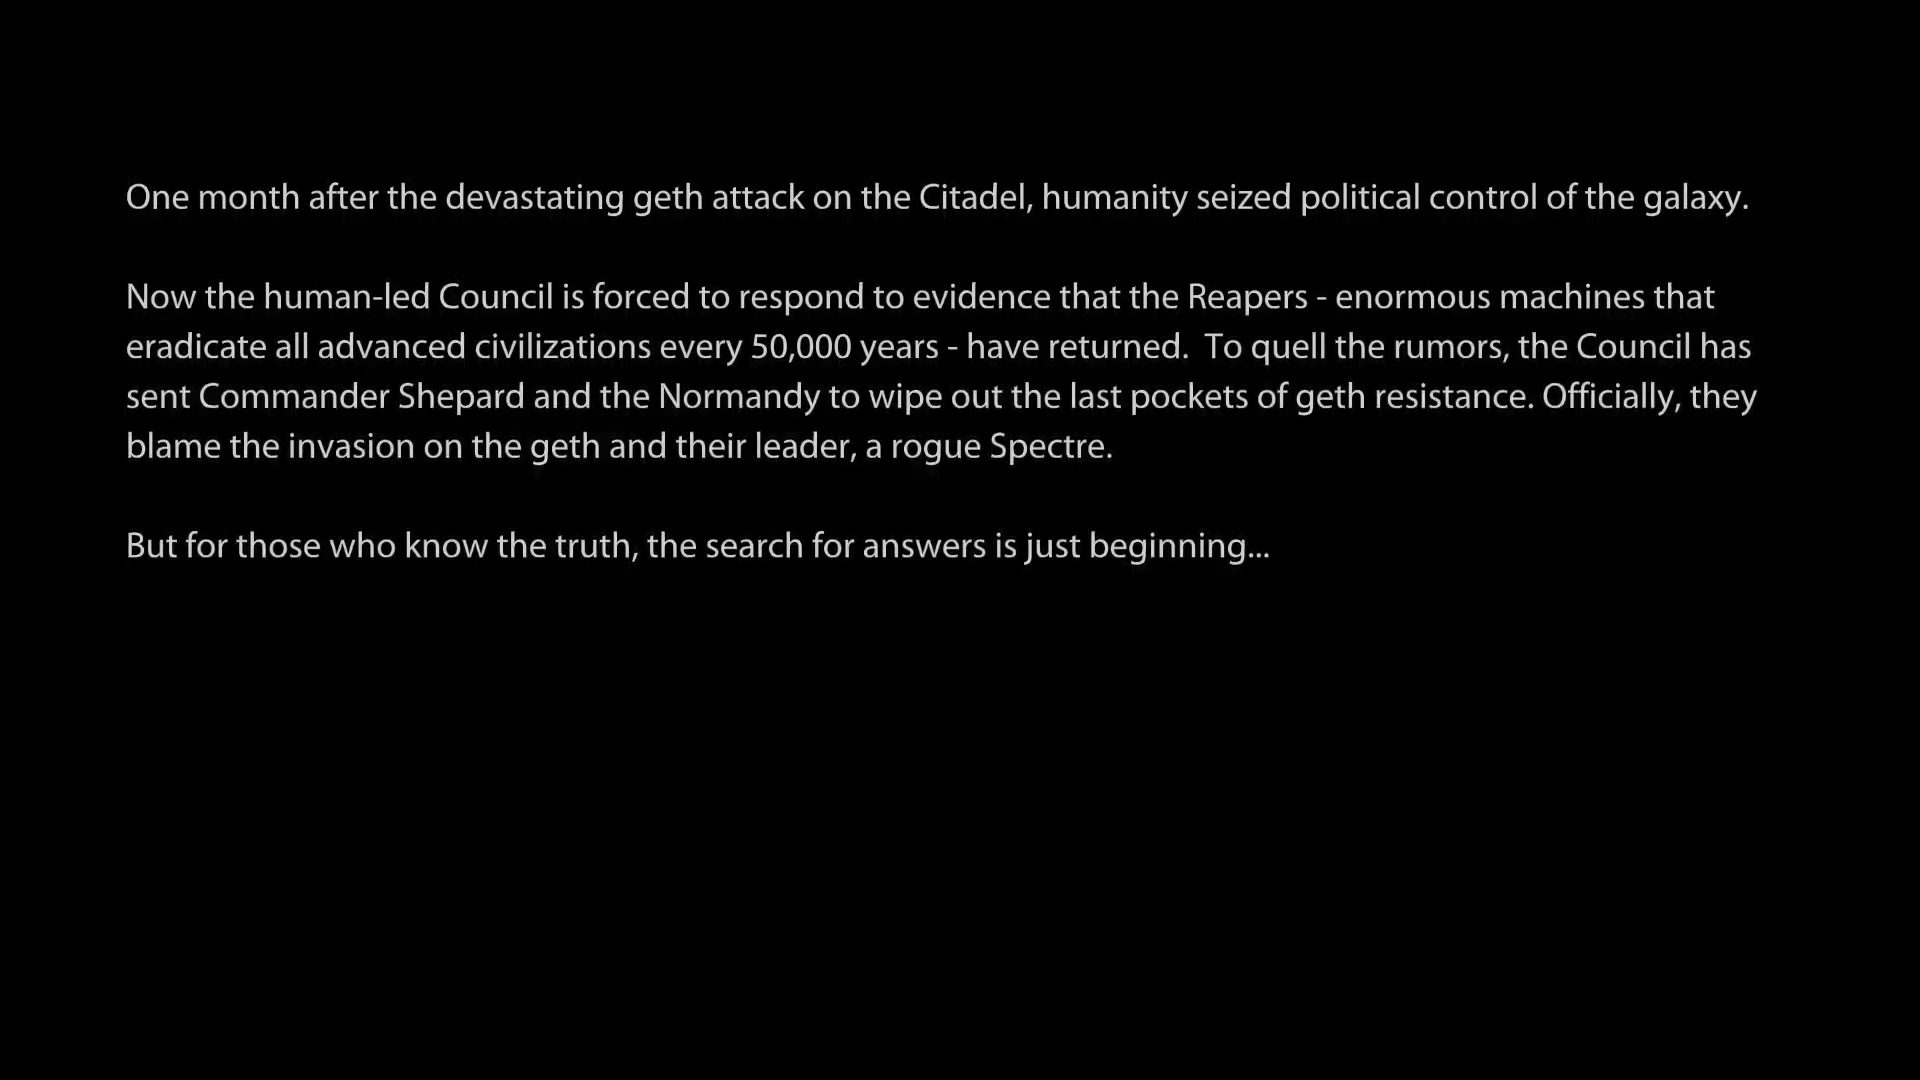 One month after the devastating geth attack on the Citadel, humanity seized political control of the galaxy.
Now the human-led Council is forced to respond to evidence that the Reapers - enormous machines that
eradicate all advanced civilizations every 50,000 years - have returned.  To quell the rumors, the Council has
sent Commander Shepard and the Normandy to wipe out the last pockets of geth resistance. Officially, they
blame the invasion on the geth and their leader, a rogue Spectre.
But for those who know the truth, the search for answers is just beginning...